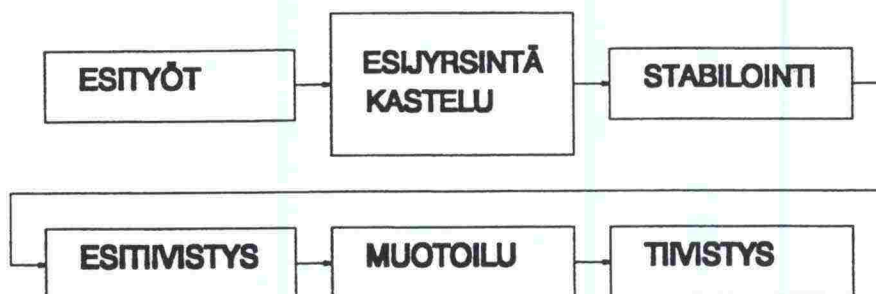 ESITYÖT
ESIJYRSINTÄ
KASTELU
STABILOINTI
ESITIIVISTYS
MUOTOILU
TIIVISTYS